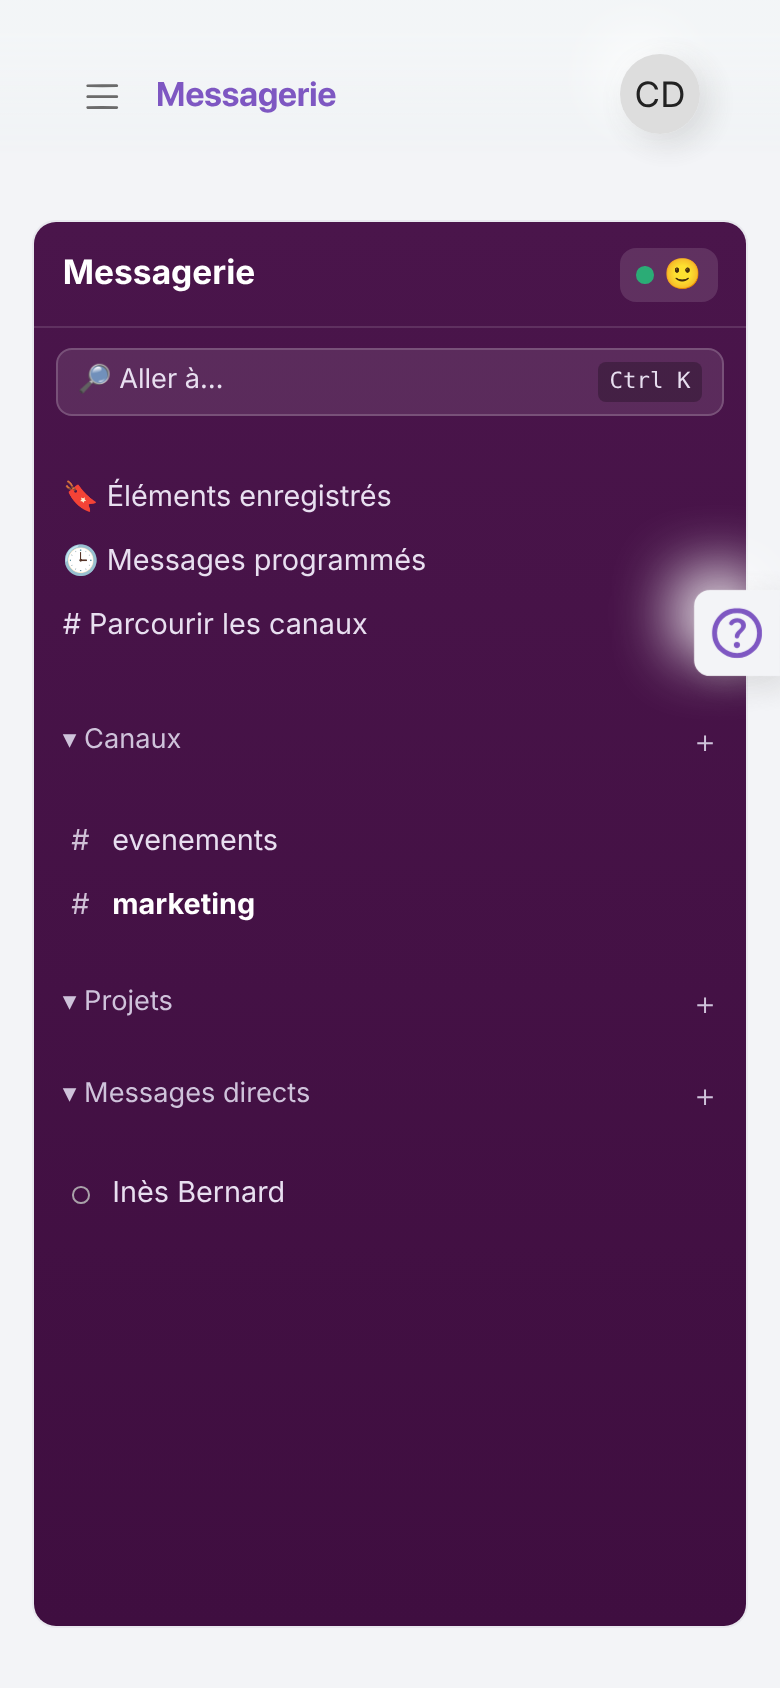 Messagerie
CD
Messagerie
🙂
🔎 Aller à... Ctrl K
🔖 Éléments enregistrés
🕒 Messages programmés
# Parcourir les canaux
▾ Canaux +
# evenements
# marketing
▾ Projets +
▾ Messages directs +
Inès Bernard